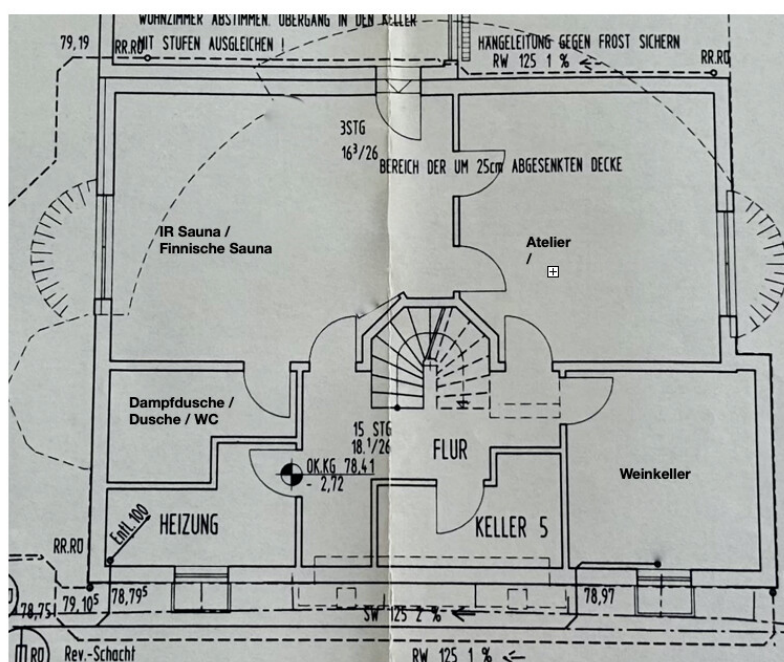 WOHNZIMMER ABSTIMMEN. ÜBERGANG IN DEN KELLER
MIT STUFEN AUSGLEICHEN !
79,19
RR.RO
HÄNGELEITUNG GEGEN FROST SICHERN
RW 125 1 %
RR.RO
3STG
16³/26
BEREICH DER UM 25cm ABGESENKTEN DECKE
IR Sauna /
Finnische Sauna
Atelier
/
Dampfdusche /
Dusche / WC
15 STG
18.¹/26
OK.KG 78.41
- 2,72
FLUR
Weinkeller
HEIZUNG
Entl. 100
KELLER 5
RR.RO
78,75
79,10⁵
78,79⁵
SW 125 2 %
78,97
RO
Rev.-Schacht
RW 125 1 %